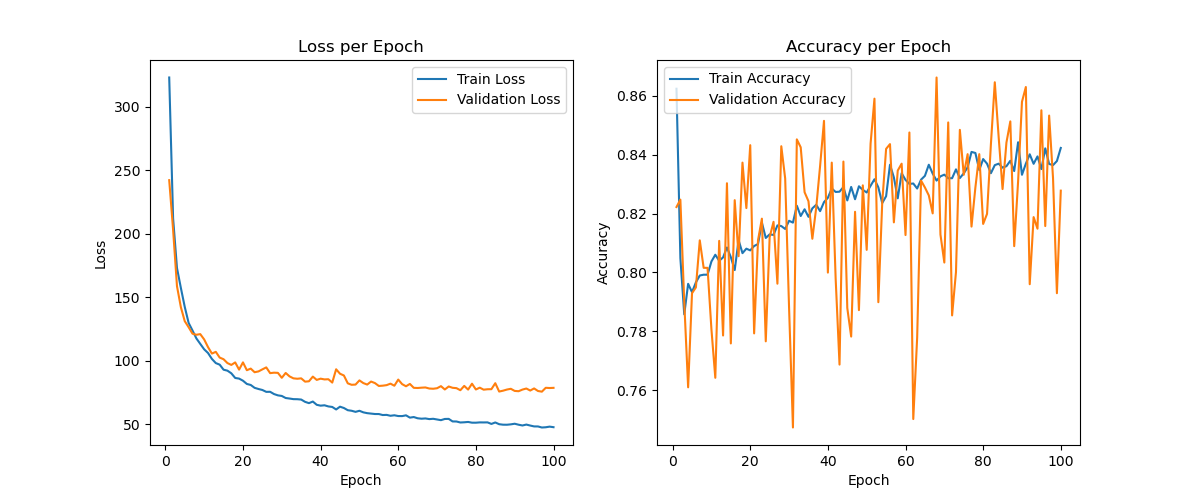 Loss per Epoch
Train Loss
Validation Loss
300
250
200
150
100
50
Loss
0
20
40
60
80
100
Epoch
Accuracy per Epoch
Train Accuracy
Validation Accuracy
0.86
0.84
0.82
0.80
0.78
0.76
Accuracy
0
20
40
60
80
100
Epoch